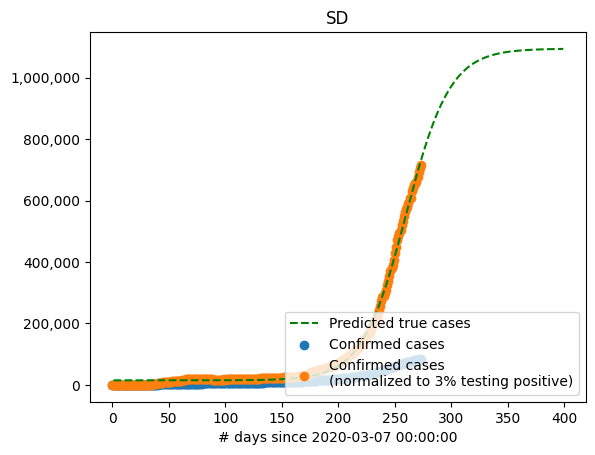 SD
1,000,000
800,000
600,000
400,000
200,000
0
Predicted true cases
Confirmed cases
Confirmed cases
(normalized to 3% testing positive)
0 50 100 150 200 250 300 350 400
# days since 2020-03-07 00:00:00